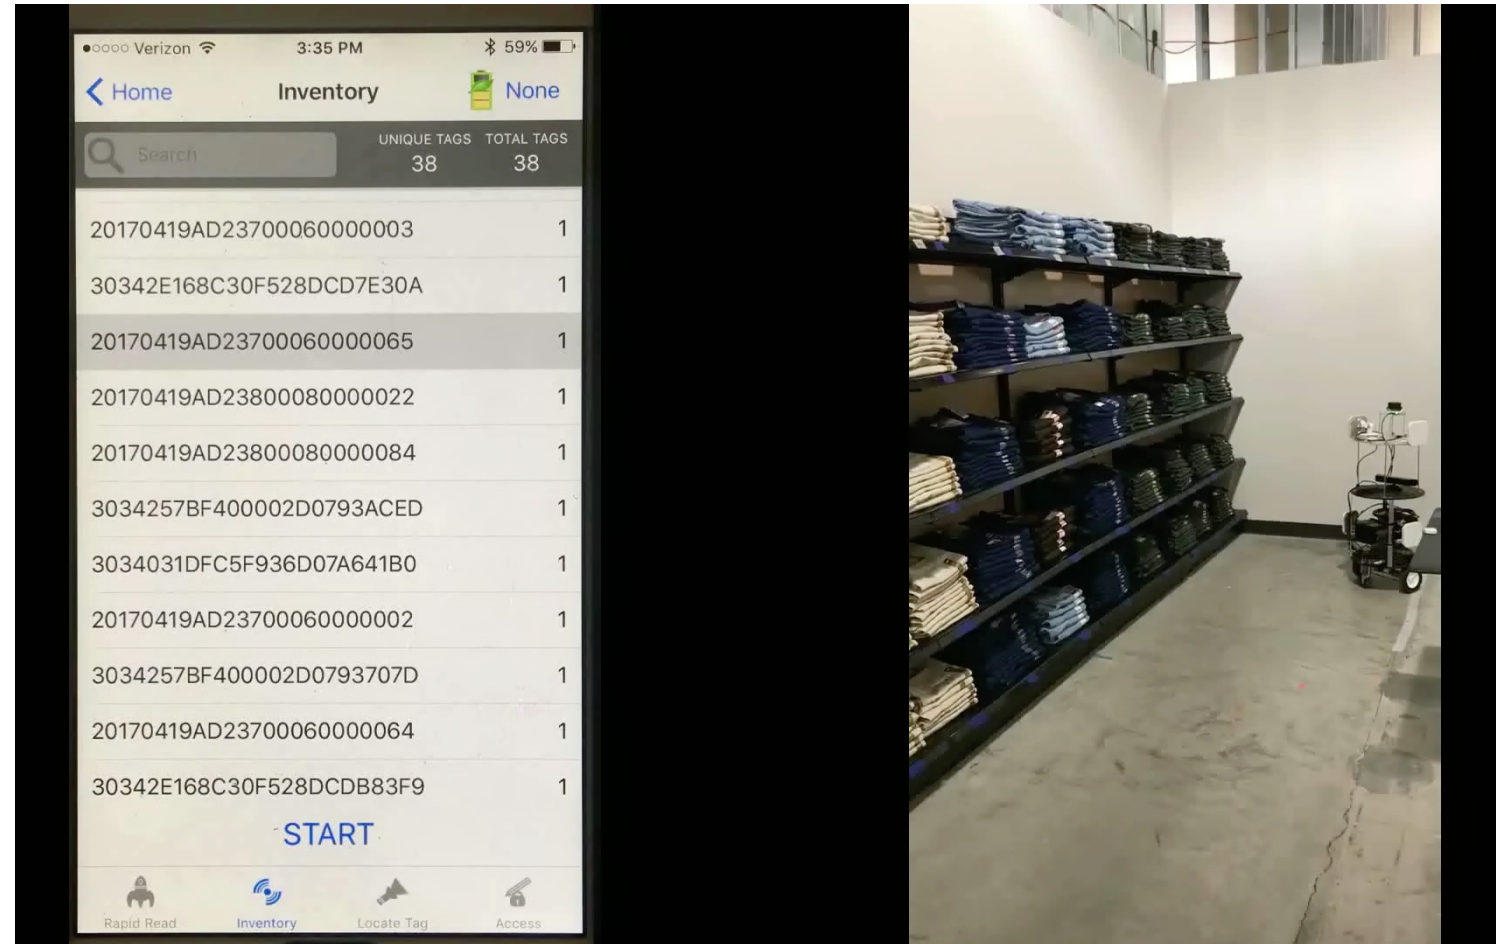 Verizon 3:35 PM 59%
Home Inventory None
Search UNIQUE TAGS TOTAL TAGS
38 38
20170419AD23700060000003 1
30342E168C30F528DCD7E30A 1
20170419AD23700060000065 1
20170419AD23800080000022 1
20170419AD23800080000084 1
3034257BF400002D0793ACED 1
3034031DFC5F936D07A641B0 1
20170419AD23700060000002 1
3034257BF400002D0793707D 1
20170419AD23700060000064 1
30342E168C30F528DCDB83F9 1
START
Rapid Read Inventory Locate Tag Access